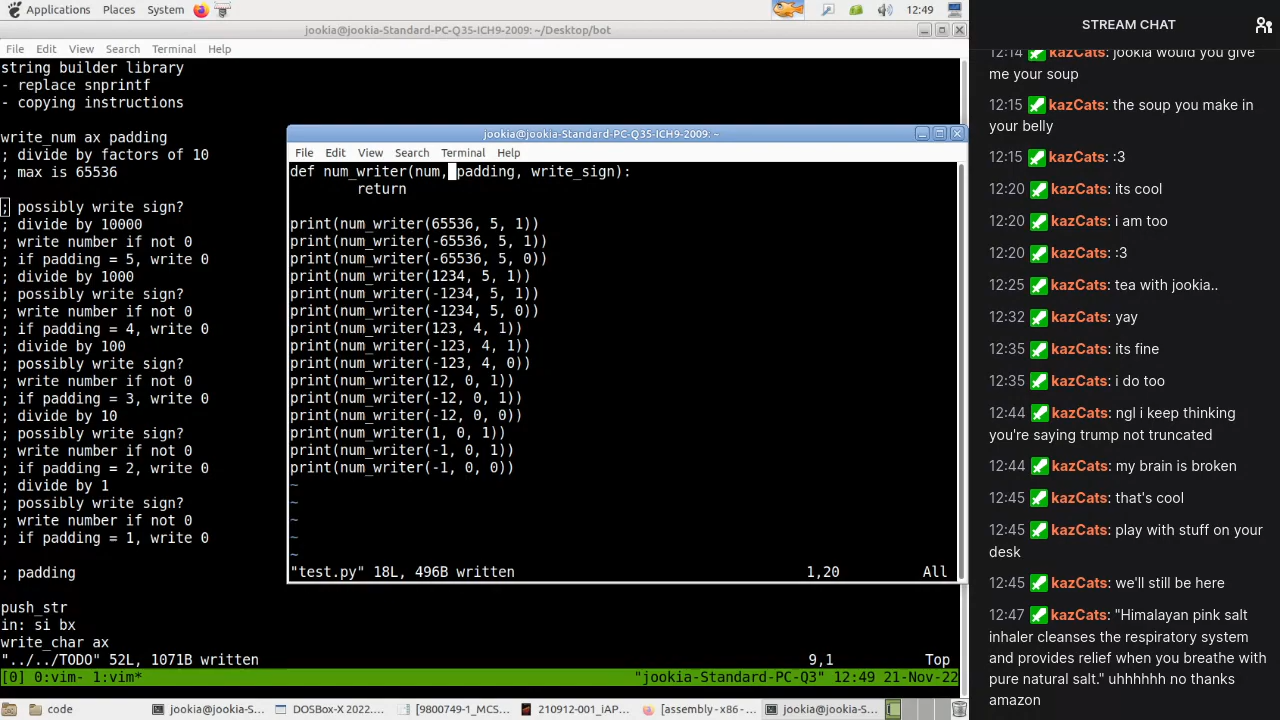 Applications Places System 12:49
jookia@jookia-Standard-PC-Q35-ICH9-2009: ~/Desktop/bot
File Edit View Search Terminal Help
string builder library
- replace snprintf
- copying instructions
write_num ax padding
; divide by factors of 10
; max is 65536
; possibly write sign?
; divide by 10000
; write number if not 0
; if padding = 5, write 0
; divide by 1000
; possibly write sign?
; write number if not 0
; if padding = 4, write 0
; divide by 100
; possibly write sign?
; write number if not 0
; if padding = 3, write 0
; divide by 10
; possibly write sign?
; write number if not 0
; if padding = 2, write 0
; divide by 1
; possibly write sign?
; write number if not 0
; if padding = 1, write 0
; padding
push_str
in: si bx
write_char ax
"../../TODO" 52L, 1071B written 9,1 Top
[0] 0:vim- 1:vim* "jookia-Standard-PC-Q3" 12:49 21-Nov-22
jookia@jookia-Standard-PC-Q35-ICH9-2009: ~
File Edit View Search Terminal Help
def num_writer(num, padding, write_sign):
return
print(num_writer(65536, 5, 1))
print(num_writer(-65536, 5, 1))
print(num_writer(-65536, 5, 0))
print(num_writer(1234, 5, 1))
print(num_writer(-1234, 5, 1))
print(num_writer(-1234, 5, 0))
print(num_writer(123, 4, 1))
print(num_writer(-123, 4, 1))
print(num_writer(-123, 4, 0))
print(num_writer(12, 0, 1))
print(num_writer(-12, 0, 1))
print(num_writer(-12, 0, 0))
print(num_writer(1, 0, 1))
print(num_writer(-1, 0, 1))
print(num_writer(-1, 0, 0))
~
~
~
~
~
"test.py" 18L, 496B written 1,20 All
code jookia@jookia-S... DOSBox-X 2022.... [9800749-1_MCS... 210912-001_iAP... [assembly - x86 -... jookia@jookia-S...
STREAM CHAT
12:14 kazCats: jookia would you give
me your soup
12:15 kazCats: the soup you make in
your belly
12:15 kazCats: :3
12:20 kazCats: its cool
12:20 kazCats: i am too
12:20 kazCats: :3
12:25 kazCats: tea with jookia..
12:32 kazCats: yay
12:35 kazCats: its fine
12:35 kazCats: i do too
12:44 kazCats: ngl i keep thinking
you're saying trump not truncated
12:44 kazCats: my brain is broken
12:45 kazCats: that's cool
12:45 kazCats: play with stuff on your
desk
12:45 kazCats: we'll still be here
12:47 kazCats: "Himalayan pink salt
inhaler cleanses the respiratory system
and provides relief when you breathe with
pure natural salt." uhhhhhh no thanks
amazon